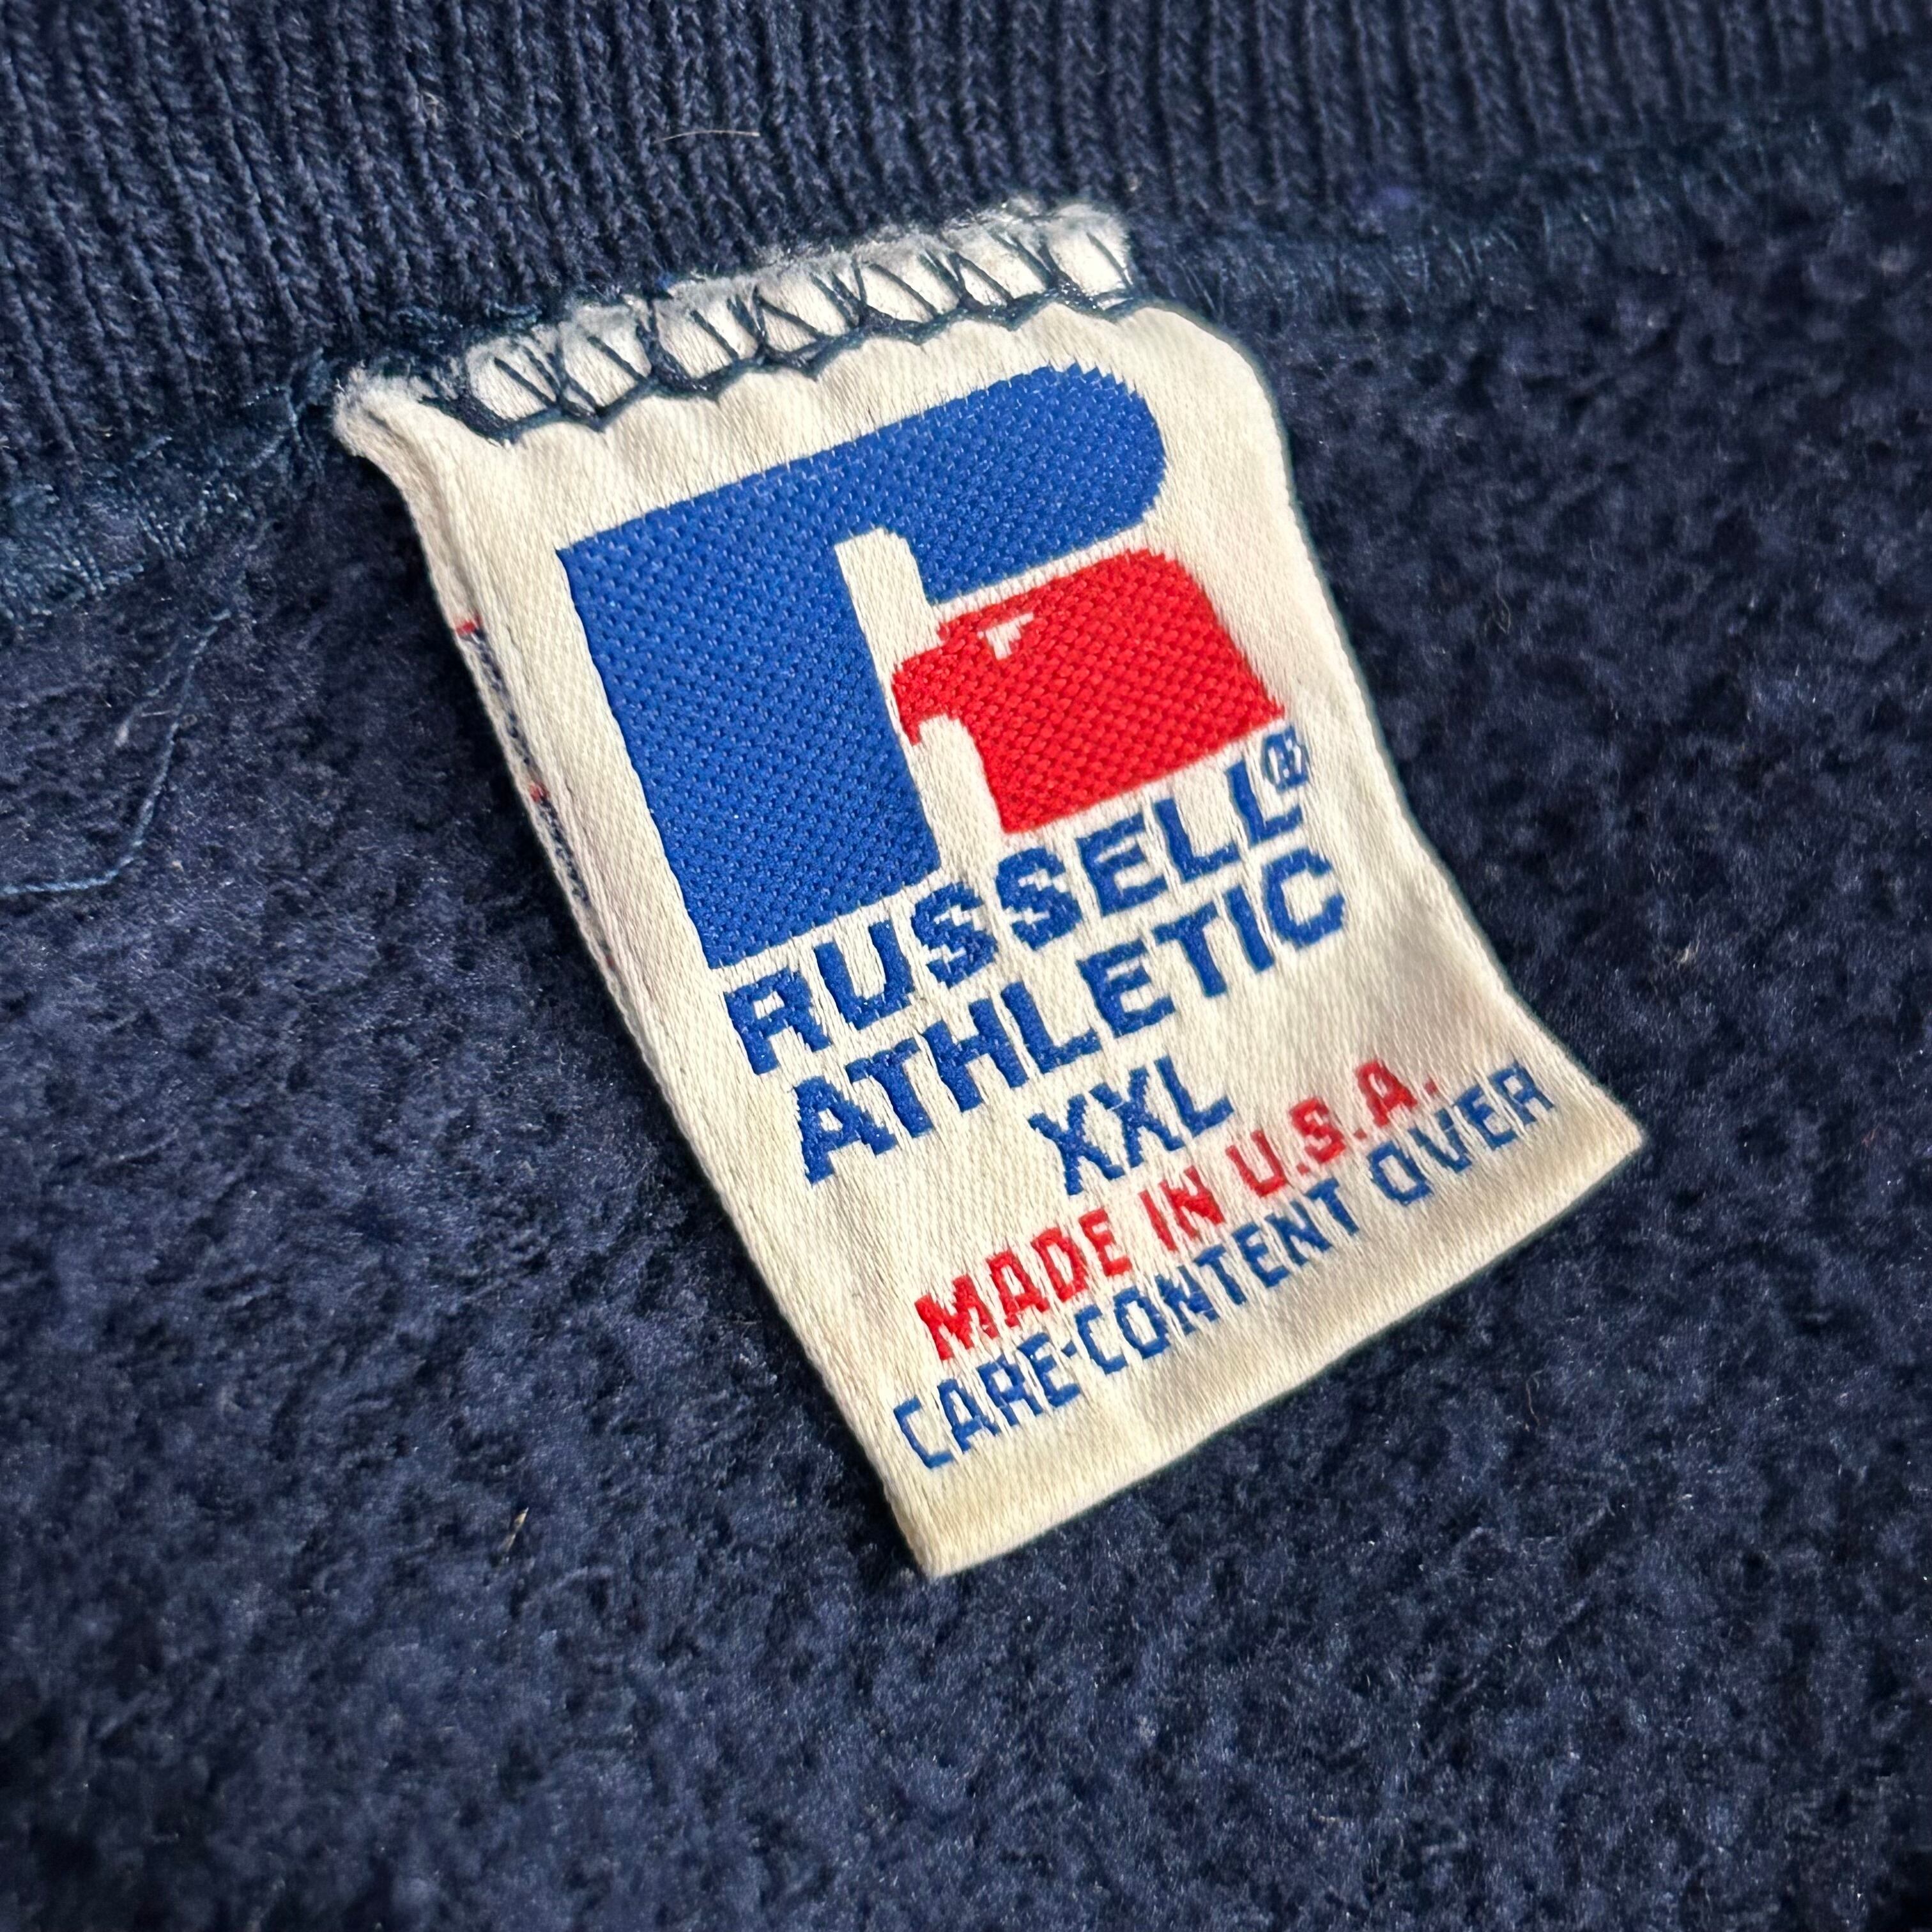 RUSSELL®
ATHLETIC
XXL
MADE IN U.S.A.
CARE-CONTENT OVER